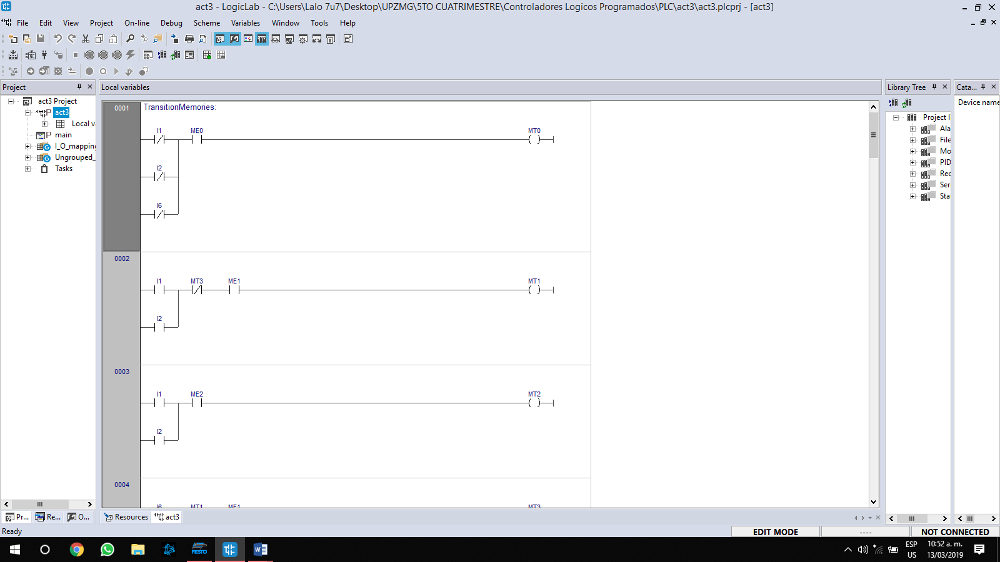 act3 - LogicLab - C:\Users\Lalo 7u7\Desktop\UPZMG\5TO CUATRIMESTRE\Controladores Logicos Programados\PLC\act3\act3.plcprj - [act3]
File Edit View Project On-line Debug Scheme Variables Window Tools Help
Project
Local variables
Library Tree
Cata...
act3 Project
act3
Local v
main
I_O_mapping
Ungrouped_
Tasks
0001
TransitionMemories:
I1 ME0 MT0
I2
I6
0002
I1 MT3 ME1 MT1
I2
0003
I1 ME2 MT2
I2
0004
I6 MT1 ME1 MT3
Project l
Ala
File
Mo
PID
Rec
Ser
Sta
Device name
Pr... Re... O...
Resources act3
Ready
EDIT MODE ---- NOT CONNECTED
FESTO
ESP
US
10:52 a. m.
13/03/2019